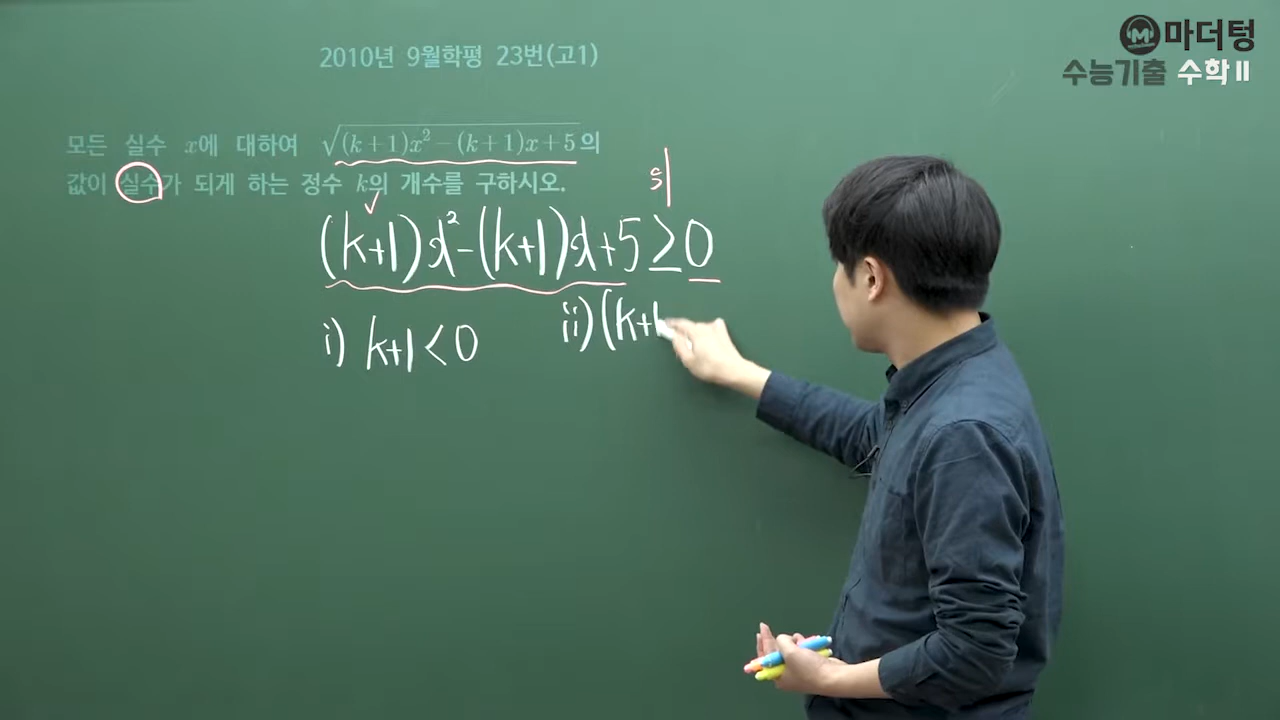 마더텅
수능기출 수학 II
2010년 9월학평 23번(고1)
모든 실수 x에 대하여 √(k+1)x²-(k+1)x+5의
값이 실수가 되게 하는 정수 k의 개수를 구하시오.
(k+1)x²-(k+1)x+5≥0
i) k+1<0
ii) (k+1